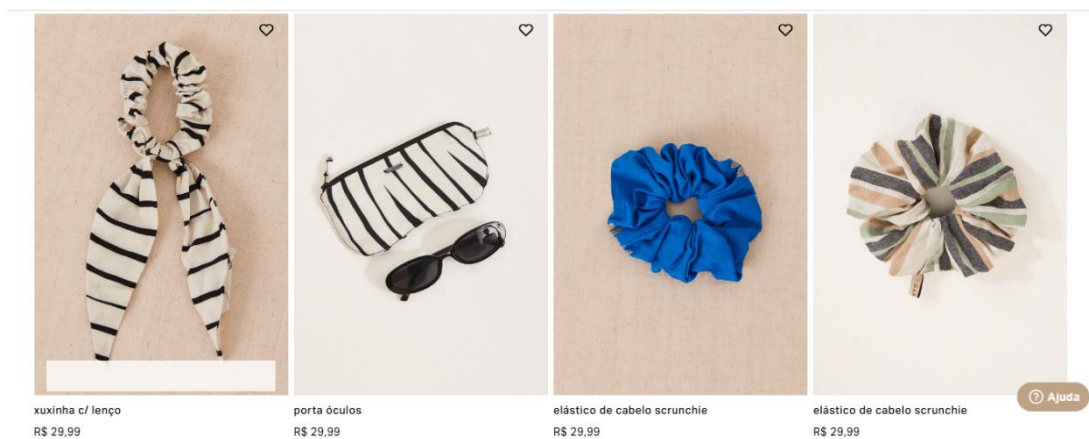 xuxinha c/ lenço
R$ 29,99
porta óculos
R$ 29,99
elástico de cabelo scrunchie
R$ 29,99
elástico de cabelo scrunchie
R$ 29,99
Ajuda